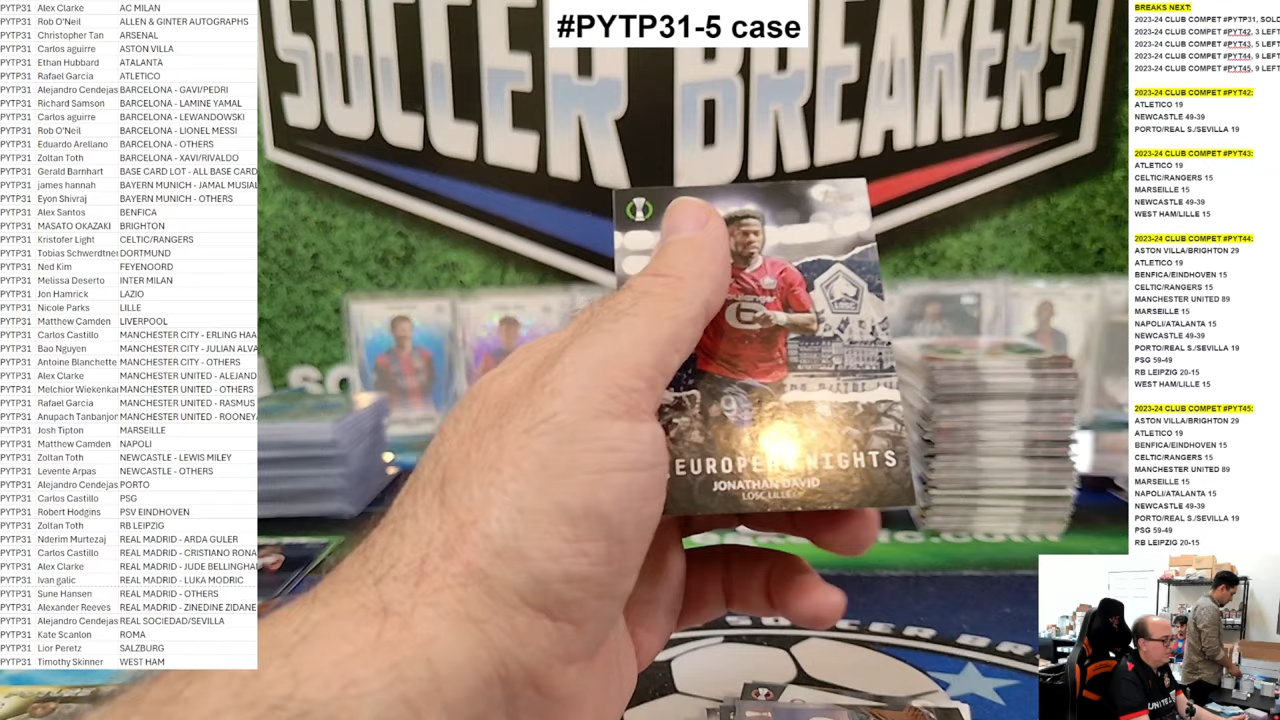 #PYTP31-5 case
SOCCER BREAKERS
PYTP31 Alex Clarke AC MILAN
PYTP31 Rob O'Neil ALLEN & GINTER AUTOGRAPHS
PYTP31 Christopher Tan ARSENAL
PYTP31 Carlos aguirre ASTON VILLA
PYTP31 Ethan Hubbard ATALANTA
PYTP31 Rafael Garcia ATLETICO
PYTP31 Alejandro Cendejas BARCELONA - GAVI/PEDRI
PYTP31 Richard Samson BARCELONA - LAMINE YAMAL
PYTP31 Carlos aguirre BARCELONA - LEWANDOWSKI
PYTP31 Rob O'Neil BARCELONA - LIONEL MESSI
PYTP31 Eduardo Arellano BARCELONA - OTHERS
PYTP31 Zoltan Toth BARCELONA - XAVI/RIVALDO
PYTP31 Gerald Barnhart BASE CARD LOT - ALL BASE CARD
PYTP31 james hannah BAYERN MUNICH - JAMAL MUSIAL
PYTP31 Eyon Shivraj BAYERN MUNICH - OTHERS
PYTP31 Alex Santos BENFICA
PYTP31 MASATO OKAZAKI BRIGHTON
PYTP31 Kristofer Light CELTIC/RANGERS
PYTP31 Tobias Schwerdtner DORTMUND
PYTP31 Ned Kim FEYENOORD
PYTP31 Melissa Deserto INTER MILAN
PYTP31 Jon Hamrick LAZIO
PYTP31 Nicole Parks LILLE
PYTP31 Matthew Camden LIVERPOOL
PYTP31 Carlos Castillo MANCHESTER CITY - ERLING HAA
PYTP31 Bao Nguyen MANCHESTER CITY - JULIAN ALVA
PYTP31 Antoine Blanchette MANCHESTER CITY - OTHERS
PYTP31 Alex Clarke MANCHESTER UNITED - ALEJAND
PYTP31 Melchior Wiekenkai MANCHESTER UNITED - OTHERS
PYTP31 Rafael Garcia MANCHESTER UNITED - RASMUS
PYTP31 Anupach Tanbanjor MANCHESTER UNITED - ROONEY
PYTP31 Josh Tipton MARSEILLE
PYTP31 Matthew Camden NAPOLI
PYTP31 Zoltan Toth NEWCASTLE - LEWIS MILEY
PYTP31 Levente Arpas NEWCASTLE - OTHERS
PYTP31 Alejandro Cendejas PORTO
PYTP31 Carlos Castillo PSG
PYTP31 Robert Hodgins PSV EINDHOVEN
PYTP31 Zoltan Toth RB LEIPZIG
PYTP31 Nderim Murtezaj REAL MADRID - ARDA GULER
PYTP31 Carlos Castillo REAL MADRID - CRISTIANO RONA
PYTP31 Alex Clarke REAL MADRID - JUDE BELLINGHA
PYTP31 Ivan galic REAL MADRID - LUKA MODRIC
PYTP31 Sune Hansen REAL MADRID - OTHERS
PYTP31 Alexander Reeves REAL MADRID - ZINEDINE ZIDANE
PYTP31 Alejandro Cendejas REAL SOCIEDAD/SEVILLA
PYTP31 Kate Scanlon ROMA
PYTP31 Lior Peretz SALZBURG
PYTP31 Timothy Skinner WEST HAM
LOSC
EUROPEAN NIGHTS
JONATHAN DAVID
LOSC LILLE
BREAKS NEXT:
2023-24 CLUB COMPET #PYTP31, SOLD
2023-24 CLUB COMPET #PYT42, 3 LEFT
2023-24 CLUB COMPET #PYT43, 5 LEFT
2023-24 CLUB COMPET #PYT44, 9 LEFT
2023-24 CLUB COMPET #PYT45, 9 LEFT
2023-24 CLUB COMPET #PYT42:
ATLETICO 19
NEWCASTLE 49-39
PORTO/REAL S./SEVILLA 19
2023-24 CLUB COMPET #PYT43:
ATLETICO 19
CELTIC/RANGERS 15
MARSEILLE 15
NEWCASTLE 49-39
WEST HAM/LILLE 15
2023-24 CLUB COMPET #PYT44:
ASTON VILLA/BRIGHTON 29
ATLETICO 19
BENFICA/EINDHOVEN 15
CELTIC/RANGERS 15
MANCHESTER UNITED 89
MARSEILLE 15
NAPOLI/ATALANTA 15
NEWCASTLE 49-39
PORTO/REAL S./SEVILLA 19
PSG 59-49
RB LEIPZIG 20-15
WEST HAM/LILLE 15
2023-24 CLUB COMPET #PYT45:
ASTON VILLA/BRIGHTON 29
ATLETICO 19
BENFICA/EINDHOVEN 15
CELTIC/RANGERS 15
MANCHESTER UNITED 89
MARSEILLE 15
NAPOLI/ATALANTA 15
NEWCASTLE 49-39
PORTO/REAL S./SEVILLA 19
PSG 59-49
RB LEIPZIG 20-15